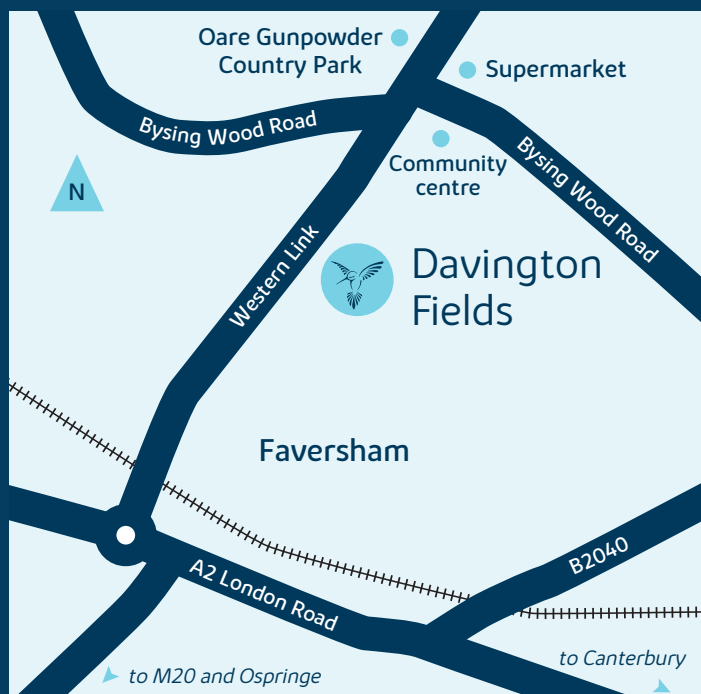 Oare Gunpowder
Country Park
Supermarket
Bysing Wood Road
Community
centre
Bysing Wood Road
N
Western Link
Davington
Fields
Faversham
B2040
A2 London Road
to Canterbury
to M20 and Ospringe